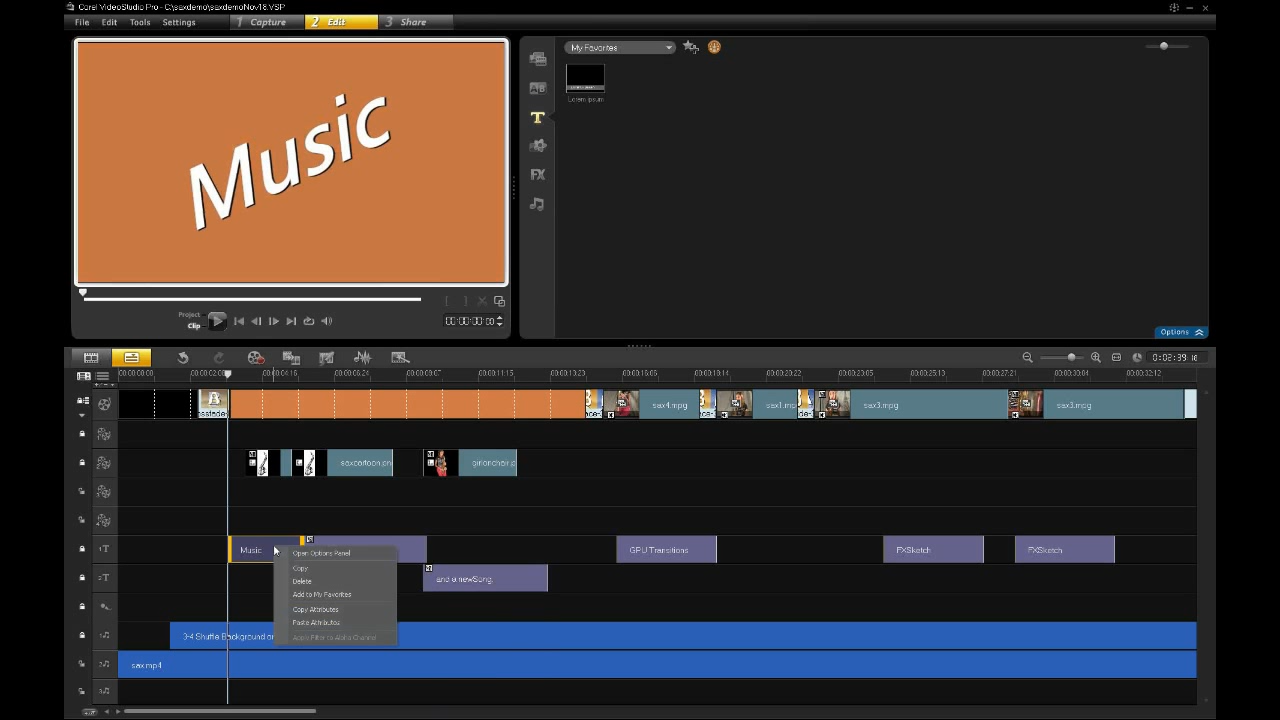 Corel VideoStudio Pro - C:\saxdemo\saxdemoNov18.VSP
File Edit Tools Settings 1 Capture 2 Edit 3 Share
Music
My Favorites
AB
T
FX
Lorem ipsum
Project
Clip
00:00:00:00
Options
0:02:39:16
00:00:00:00 00:00:02:08 00:00:04:16 00:00:06:24 00:00:09:07 00:00:11:15 00:00:13:23 00:00:16:05 00:00:18:14 00:00:20:22 00:00:23:05 00:00:25:13 00:00:27:21 00:00:30:04 00:00:32:12
sax4.mpg sax1.mp sax3.mpg sax3.mpg
saxcartoon.pn girlonchair.p
Music GPU Transitions FXSketch FXSketch
Open Options Panel
Copy
Delete
Add to My Favorites
Copy Attributes
Paste Attributes
Apply Filter to Alpha Channel
and a newSong,
3-4 Shuffle Background
sax.mp4